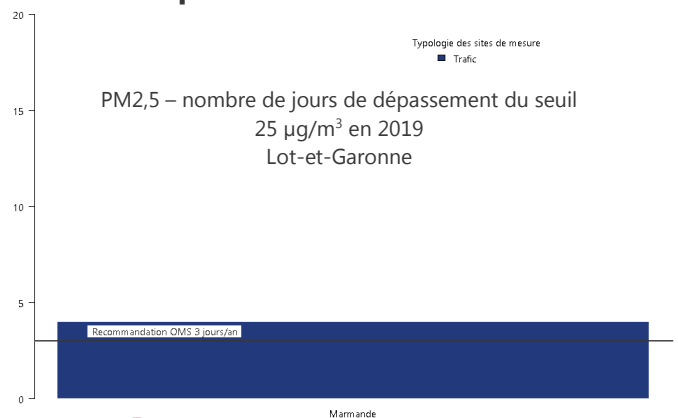 20
Typologie des sites de mesure
Trafic
PM2,5 – nombre de jours de dépassement du seuil
25 µg/m³ en 2019
Lot-et-Garonne
15
10
5
Recommandation OMS 3 jours/an
0
Marmande